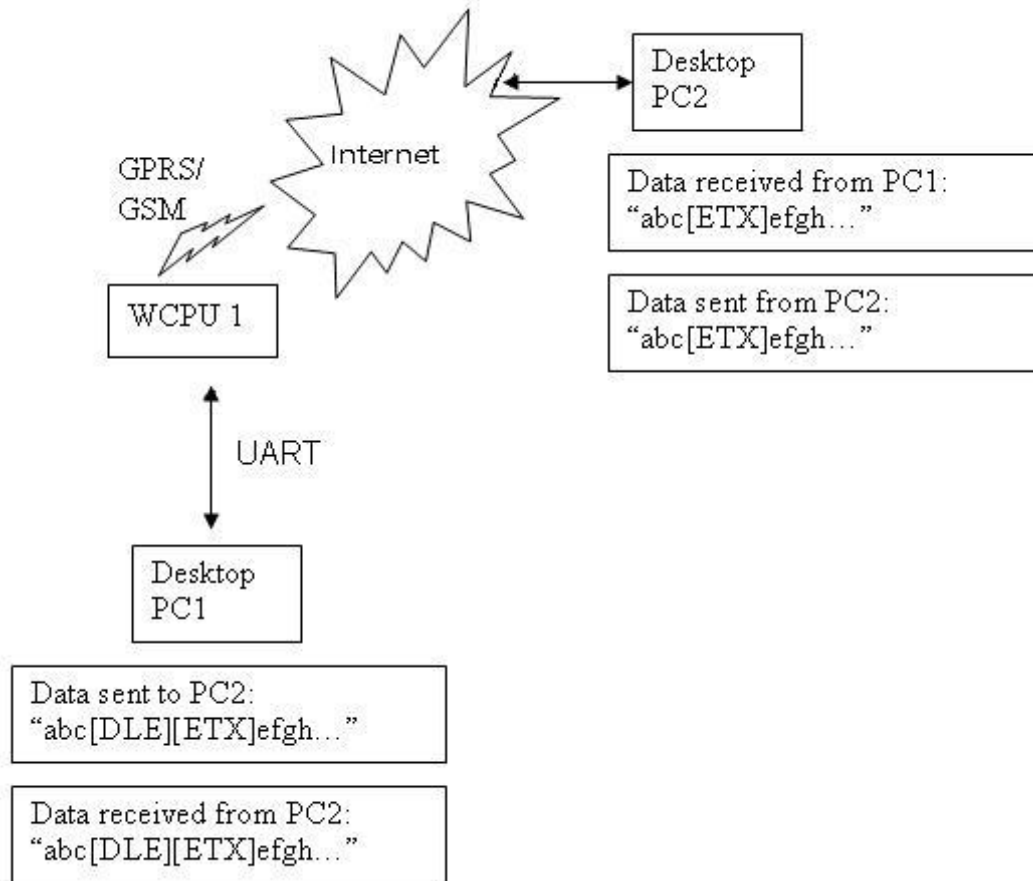 Desktop
PC2
Internet
GPRS/
GSM
Data received from PC1:
“abc[ETX]efgh...”
Data sent from PC2:
“abc[ETX]efgh...”
WCPU 1
UART
Desktop
PC1
Data sent to PC2:
“abc[DLE][ETX]efgh...”
Data received from PC2:
“abc[DLE][ETX]efgh...”